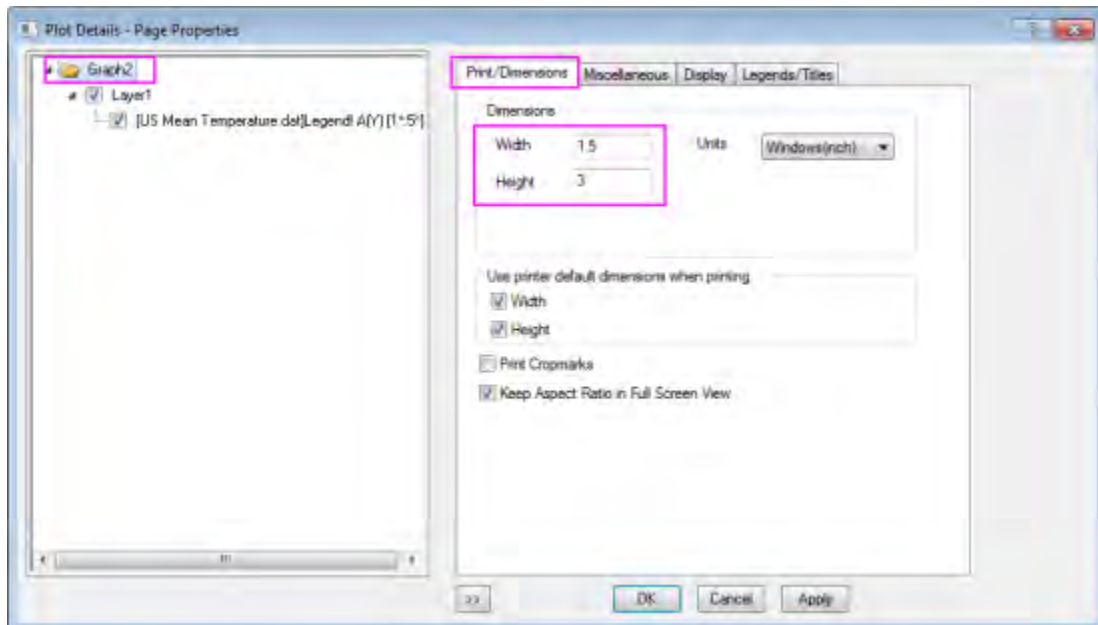 Plot Details - Page Properties
Graph2
Layer1
[US Mean Temperature dat]Legend! A(Y) [1*:5*]
Print/Dimensions Miscellaneous Display Legends/Titles
Dimensions
Width 1.5 Units Windows(inch)
Height 3
Use printer default dimensions when printing
Width
Height
Print Cropmarks
Keep Aspect Ratio in Full Screen View
>> OK Cancel Apply